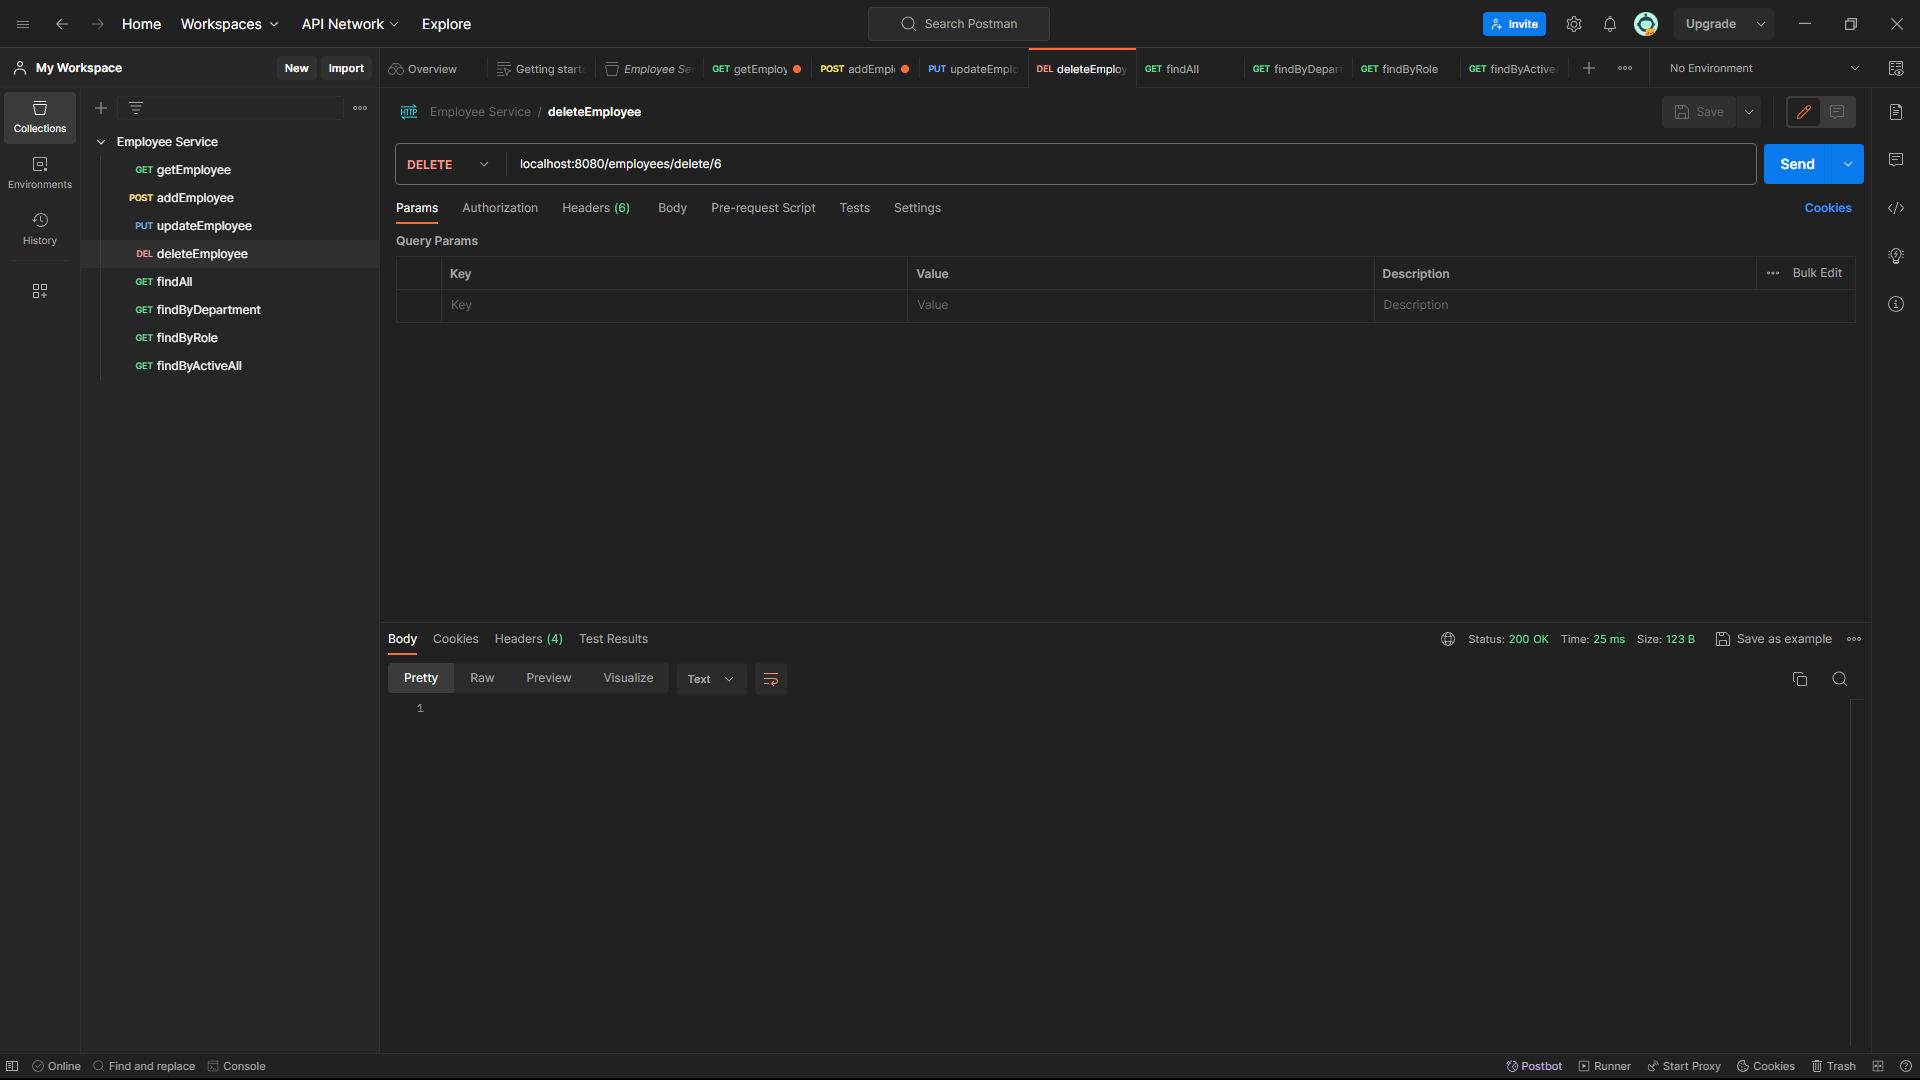 Home Workspaces API Network Explore Search Postman Invite Upgrade
My Workspace New Import
Overview Getting start Employee Se GET getEmploy POST addEmpl PUT updateEmplo DEL deleteEmploy GET findAll GET findByDepar GET findByRole GET findByActive No Environment
Collections
Environments
History
Employee Service
GET getEmployee
POST addEmployee
PUT updateEmployee
DEL deleteEmployee
GET findAll
GET findByDepartment
GET findByRole
GET findByActiveAll
HTTP Employee Service / deleteEmployee Save
DELETE localhost:8080/employees/delete/6 Send
Params Authorization Headers (6) Body Pre-request Script Tests Settings Cookies
Query Params
Key Value Description Bulk Edit
Key Value Description
Body Cookies Headers (4) Test Results Status: 200 OK Time: 25 ms Size: 123 B Save as example
Pretty Raw Preview Visualize Text
1
Online Find and replace Console Postbot Runner Start Proxy Cookies Trash